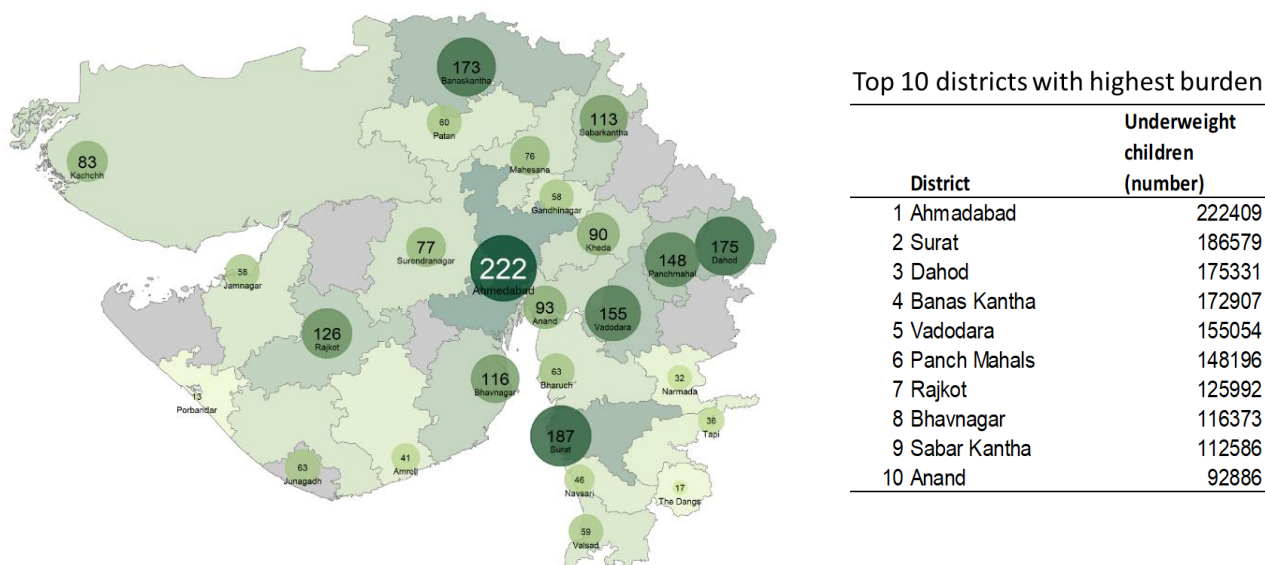 173
Banaskantha
113
Sabarkantha
60
Patan
83
Kachchh
76
Mahesana
58
Gandhinagar
90
Kheda
77
Surendranagar
175
Dahod
148
Panchmahal
222
Ahmedabad
58
Jamnagar
93
Anand
155
Vadodara
126
Rajkot
116
Bhavnagar
63
Bharuch
32
Narmada
13
Porbandar
36
Tapi
187
Surat
41
Amreli
63
Junagadh
46
Navsari
17
The Dangs
59
Valsad
Top 10 districts with highest burden
Underweight
children
District (number)
1 Ahmadabad 222409
2 Surat 186579
3 Dahod 175331
4 Banas Kantha 172907
5 Vadodara 155054
6 Panch Mahals 148196
7 Rajkot 125992
8 Bhavnagar 116373
9 Sabar Kantha 112586
10 Anand 92886